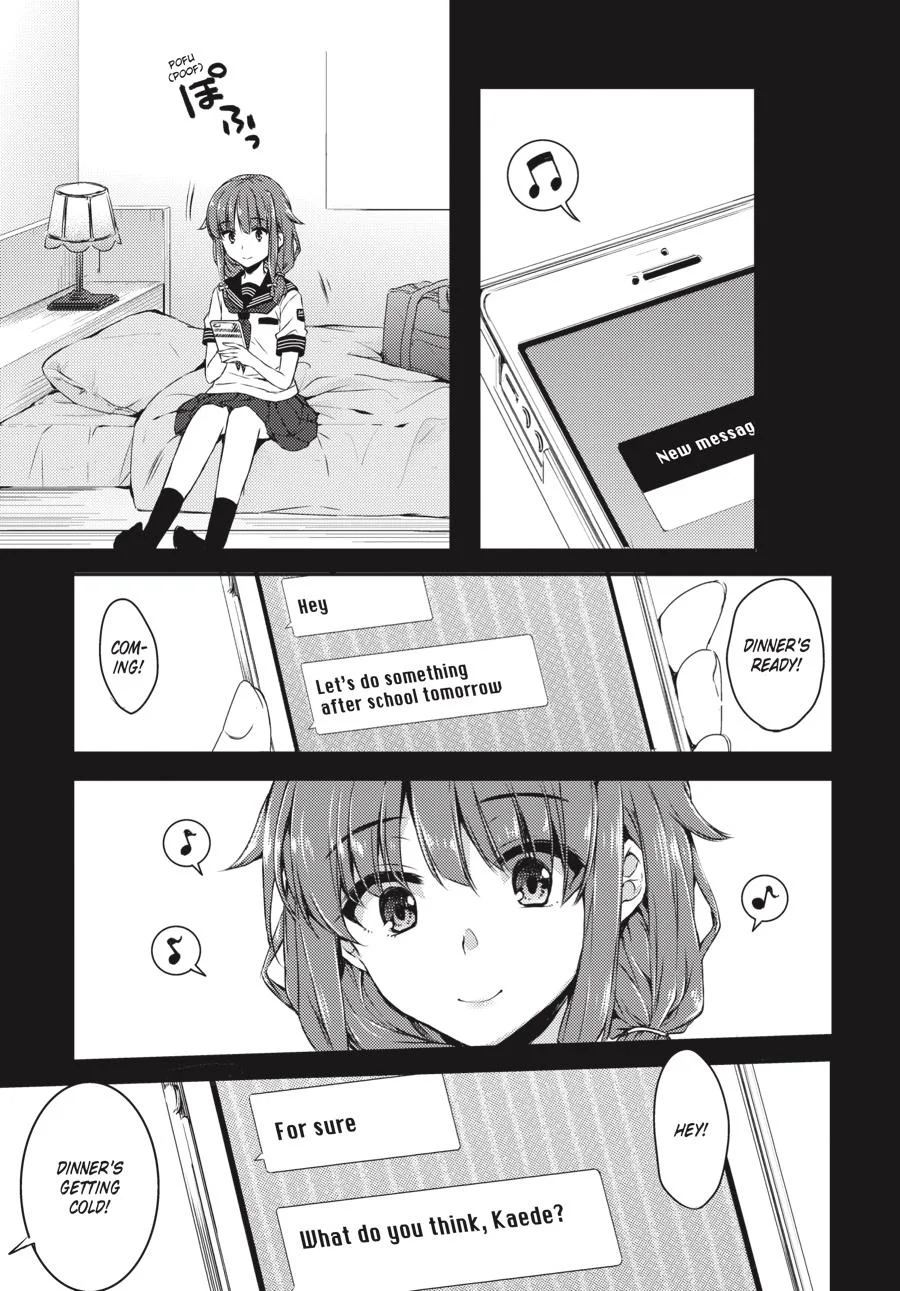 New messag
POFU
(POOF)
ぽふっ
DINNER'S
READY!
Hey
Let's do something
after school tomorrow
COM-
ING!
HEY!
For sure
What do you think, Kaede?
DINNER'S
GETTING
COLD!